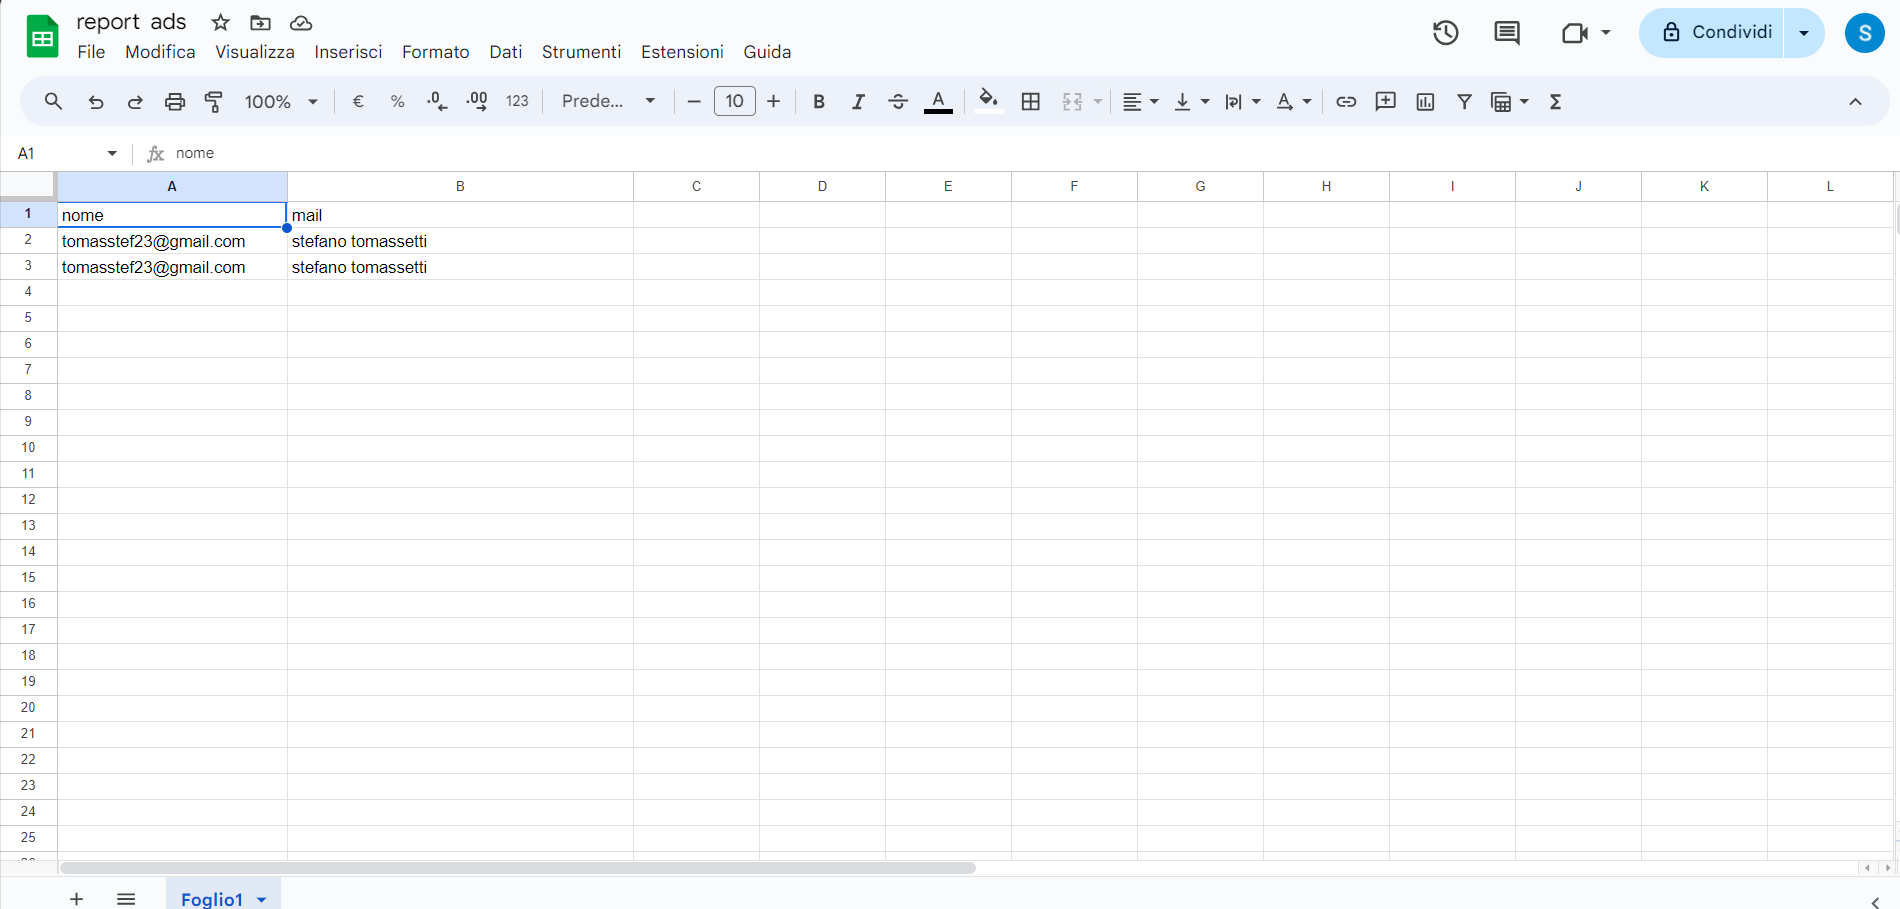 report ads
File Modifica Visualizza Inserisci Formato Dati Strumenti Estensioni Guida
Condividi
S
100% € % .0 .00 123 Prede... 10 B I S A A Σ
A1 fx nome
A B C D E F G H I J K L
1 nome mail
2 tomasstef23@gmail.com stefano tomassetti
3 tomasstef23@gmail.com stefano tomassetti
4
5
6
7
8
9
10
11
12
13
14
15
16
17
18
19
20
21
22
23
24
25
Foglio1